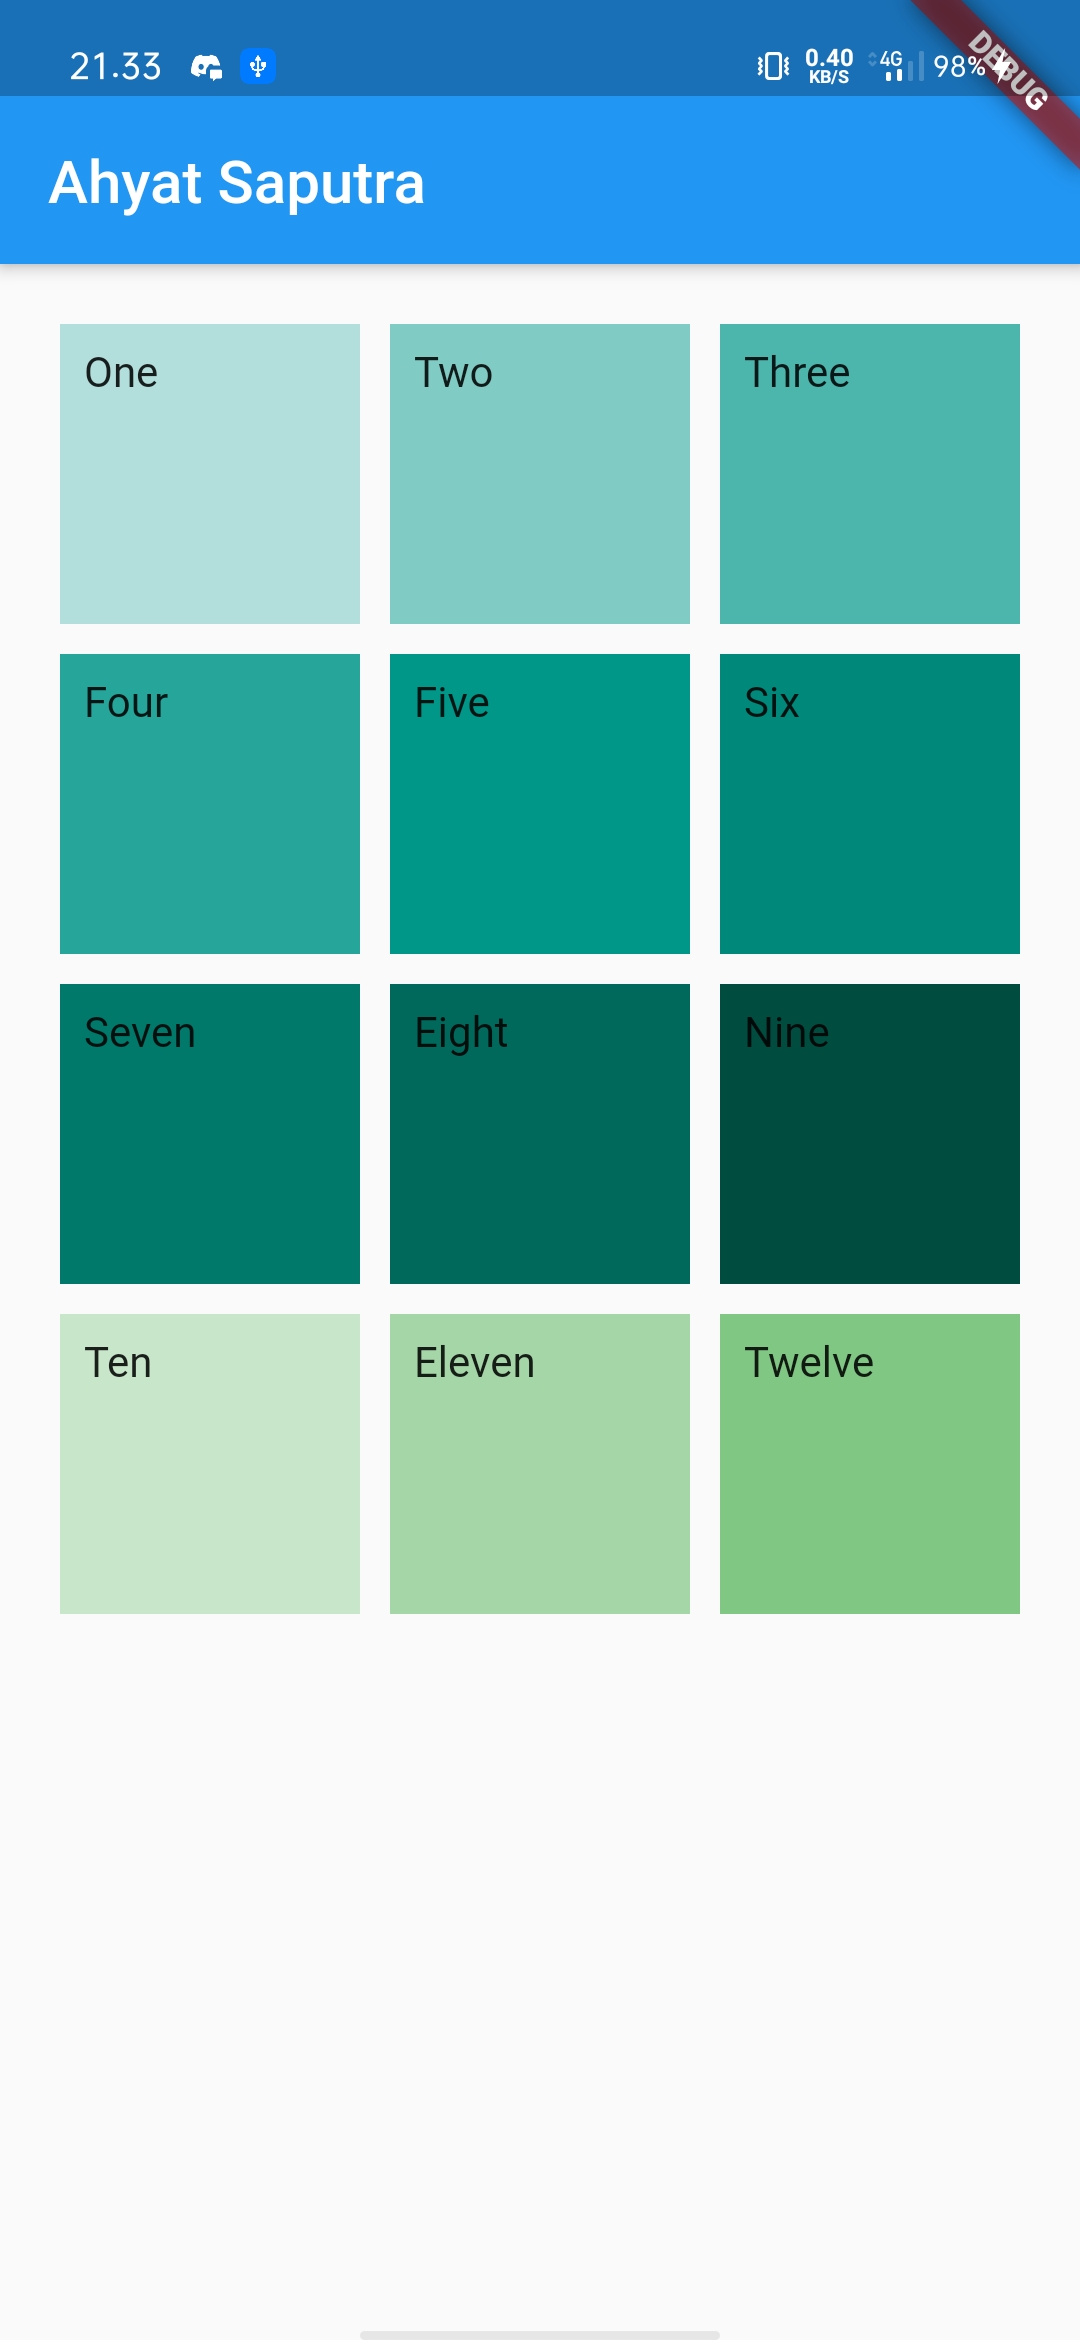 21.33 0.40 KB/S 4G 98%
DEBUG
Ahyat Saputra
One Two Three
Four Five Six
Seven Eight Nine
Ten Eleven Twelve